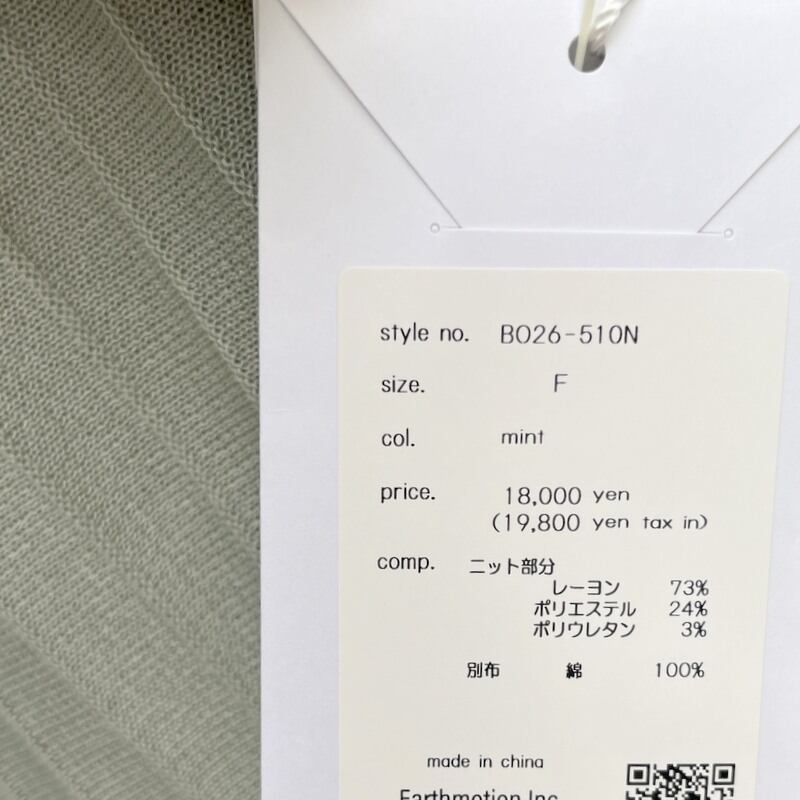 style no. BO26-510N
size. F
col. mint
price. 18,000 yen
(19,800 yen tax in)
comp. ニット部分
レーヨン 73%
ポリエステル 24%
ポリウレタン 3%
別布 綿 100%
made in china
Earthmotion Inc